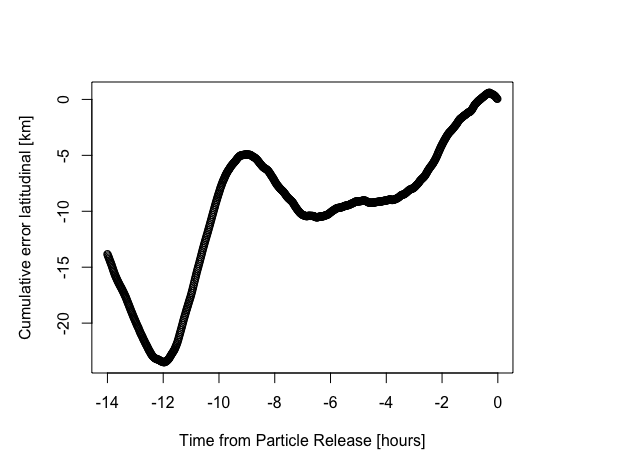 Cumulative error latitudinal [km]
0
-5
-10
-15
-20
-14 -12 -10 -8 -6 -4 -2 0
Time from Particle Release [hours]